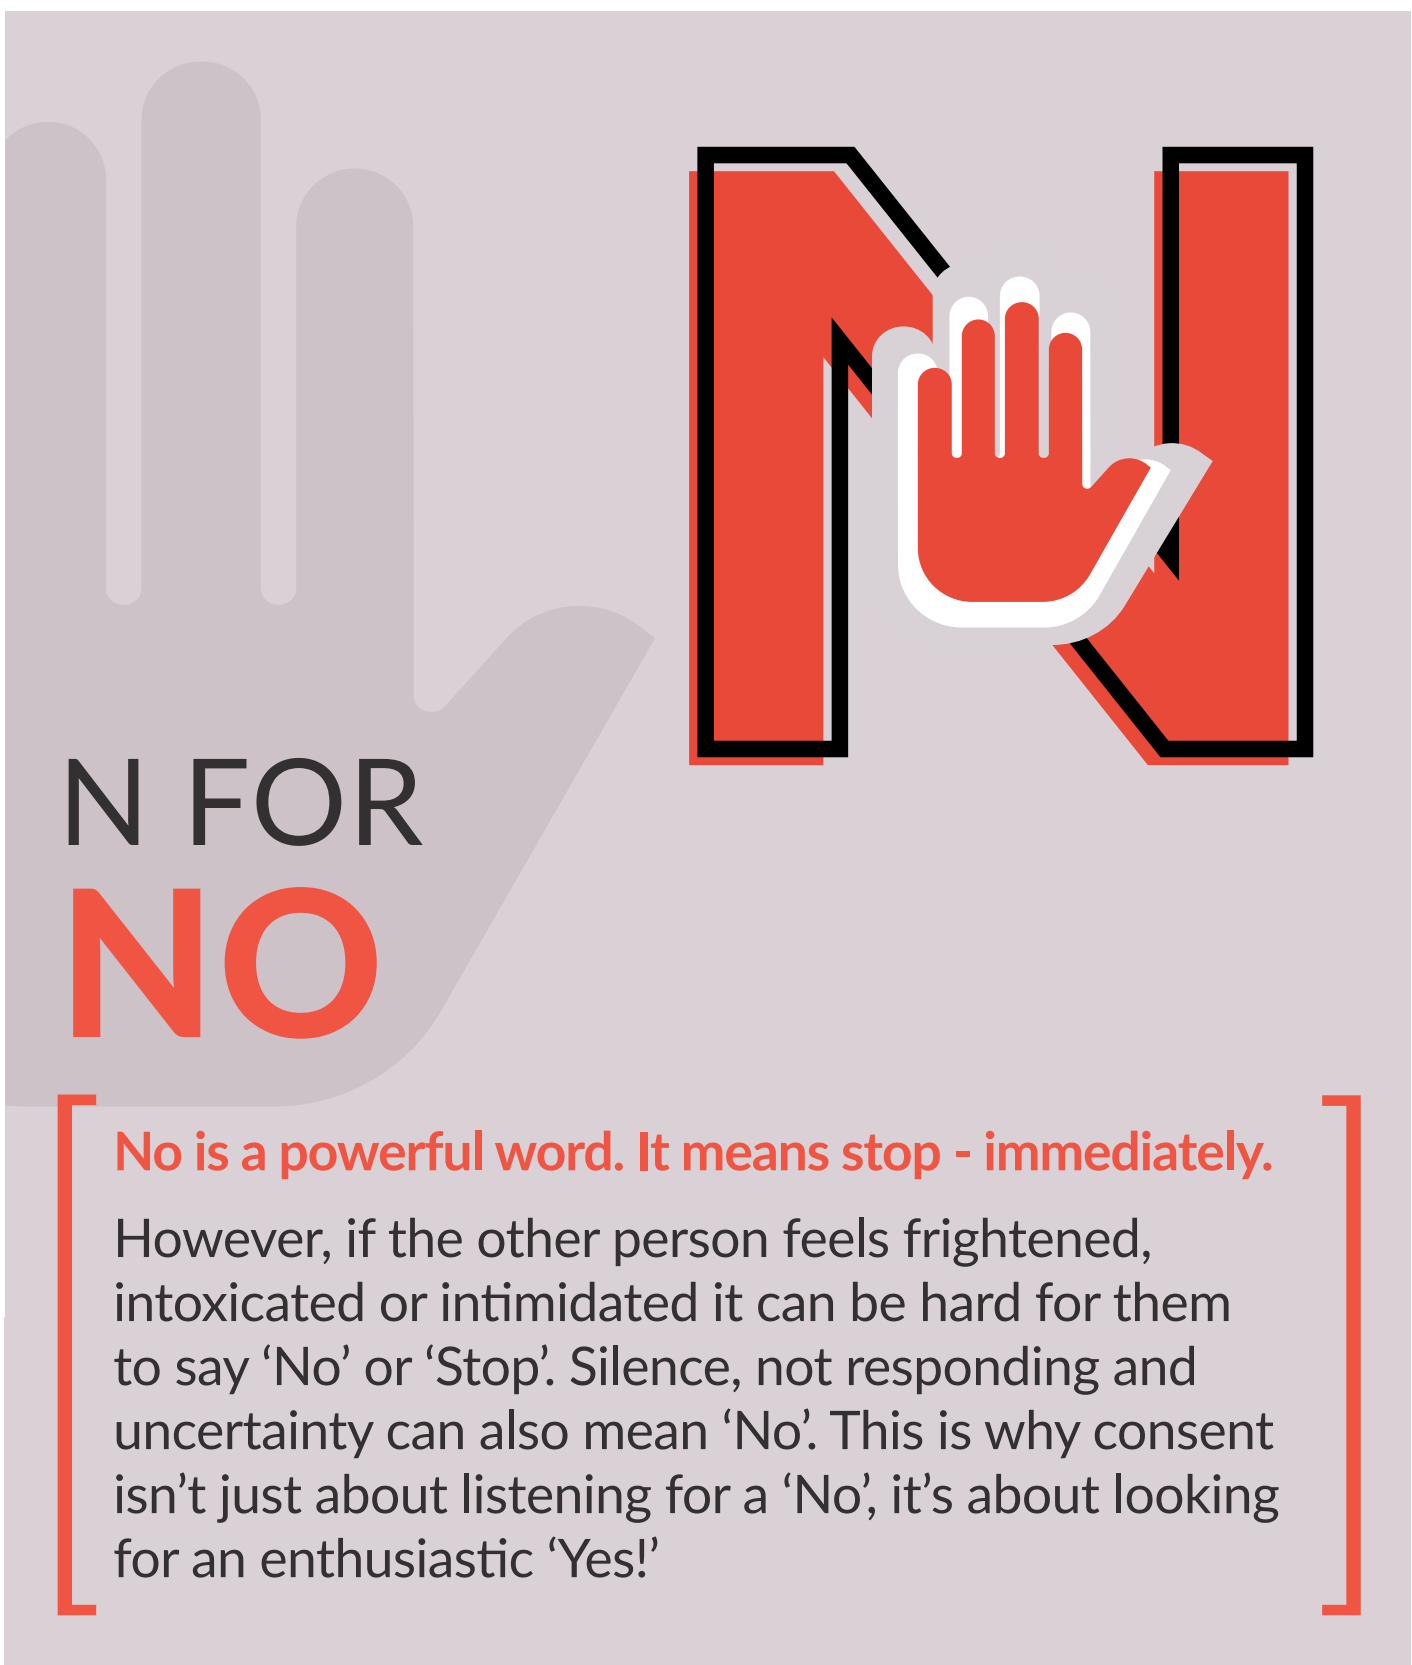 N
N FOR
NO
No is a powerful word. It means stop - immediately.
However, if the other person feels frightened,
intoxicated or intimidated it can be hard for them
to say ‘No’ or ‘Stop’. Silence, not responding and
uncertainty can also mean ‘No’. This is why consent
isn’t just about listening for a ‘No’, it’s about looking
for an enthusiastic ‘Yes!’